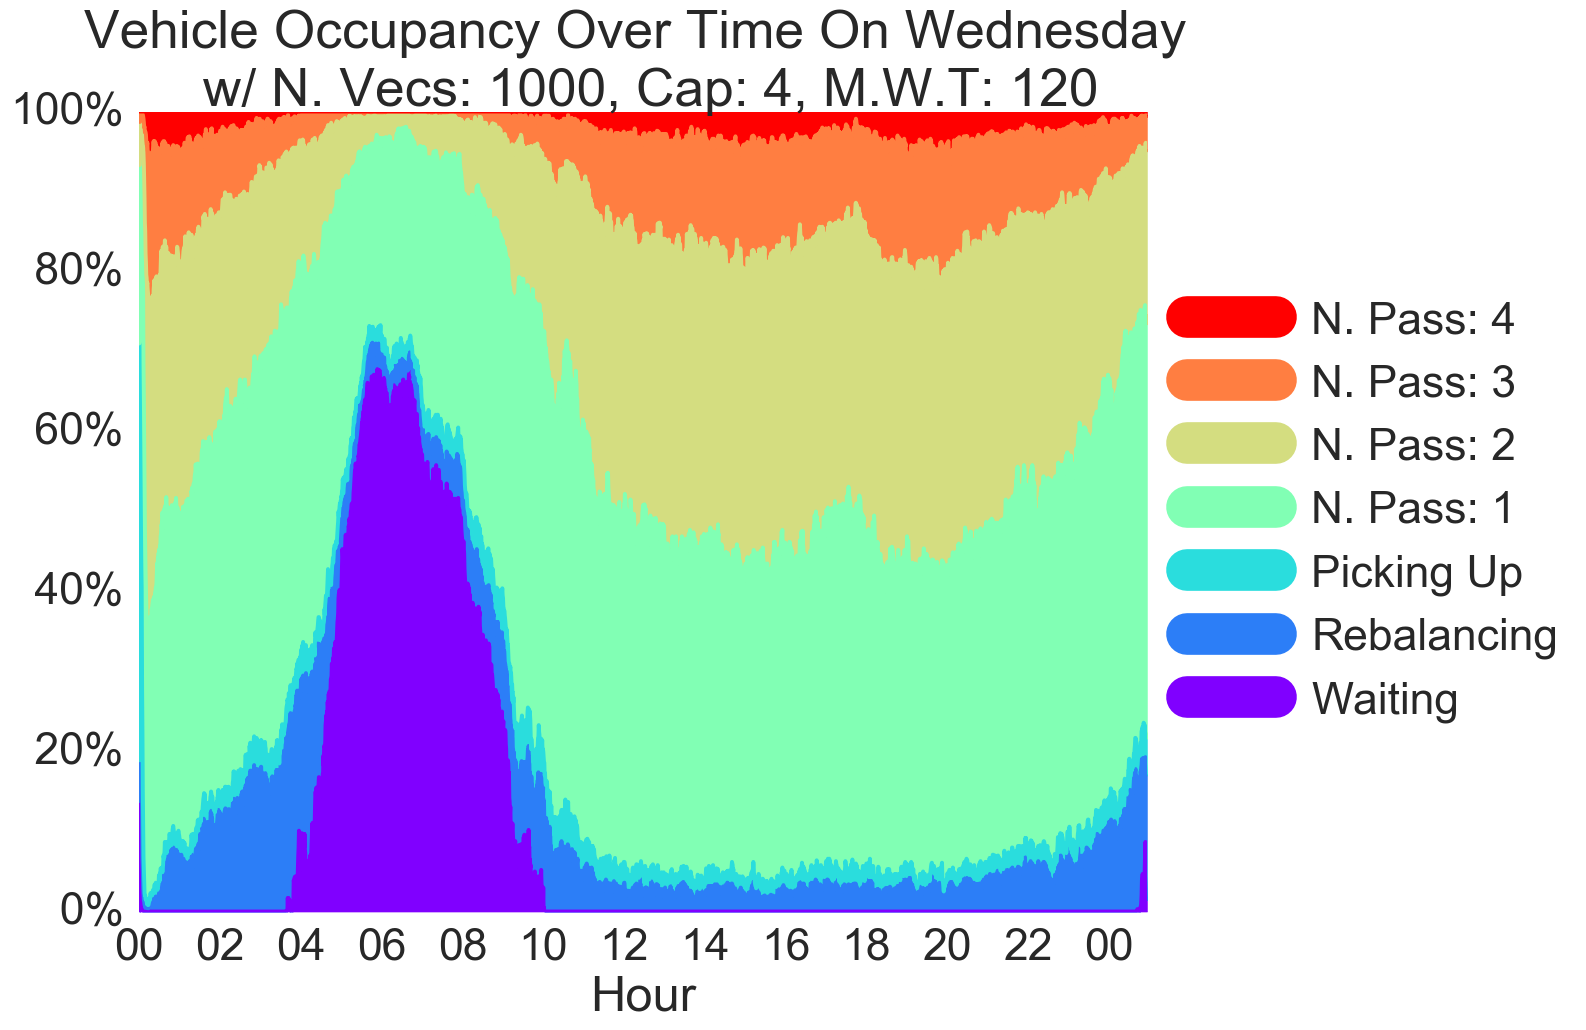 Vehicle Occupancy Over Time On Wednesday
w/ N. Vecs: 1000, Cap: 4, M.W.T: 120
100%
80%
60%
40%
20%
0%
00 02 04 06 08 10 12 14 16 18 20 22 00
Hour
N. Pass: 4
N. Pass: 3
N. Pass: 2
N. Pass: 1
Picking Up
Rebalancing
Waiting